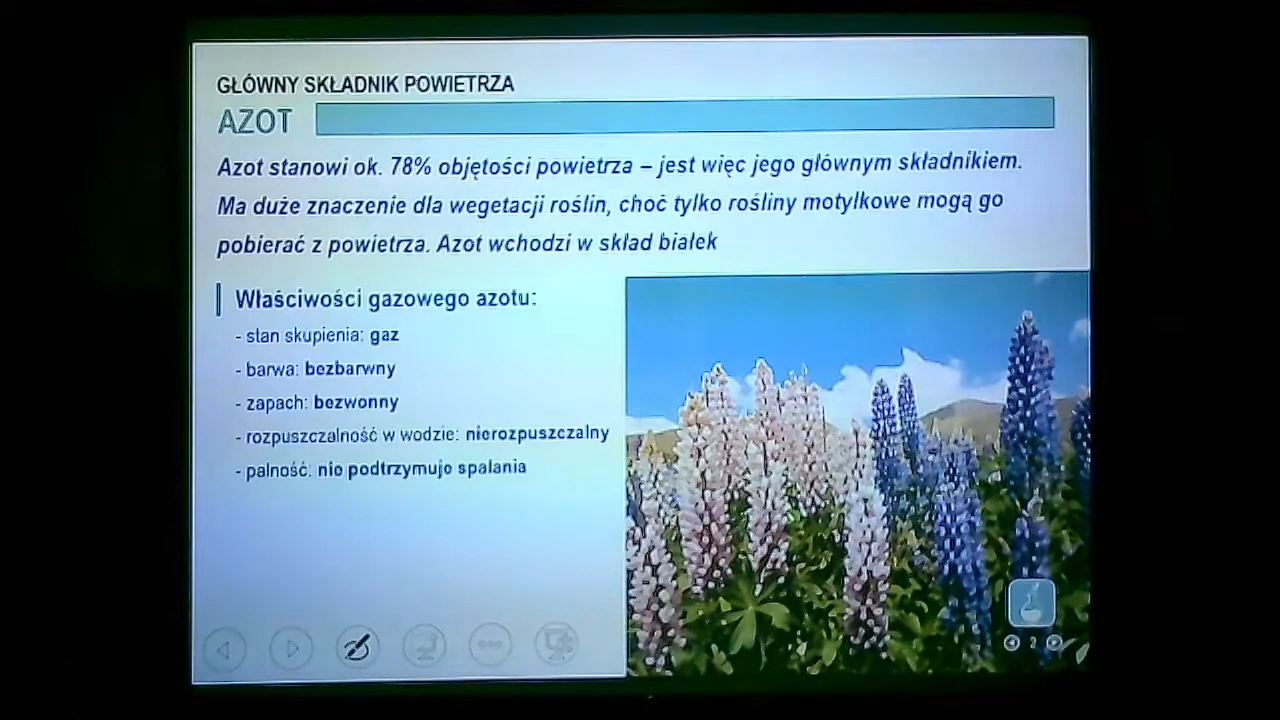 GŁÓWNY SKŁADNIK POWIETRZA
AZOT
Azot stanowi ok. 78% objętości powietrza – jest więc jego głównym składnikiem.
Ma duże znaczenie dla wegetacji roślin, choć tylko rośliny motylkowe mogą go
pobierać z powietrza. Azot wchodzi w skład białek
Właściwości gazowego azotu:
- stan skupienia: gaz
- barwa: bezbarwny
- zapach: bezwonny
- rozpuszczalność w wodzie: nierozpuszczalny
- palność: nie podtrzymuje spalania
2